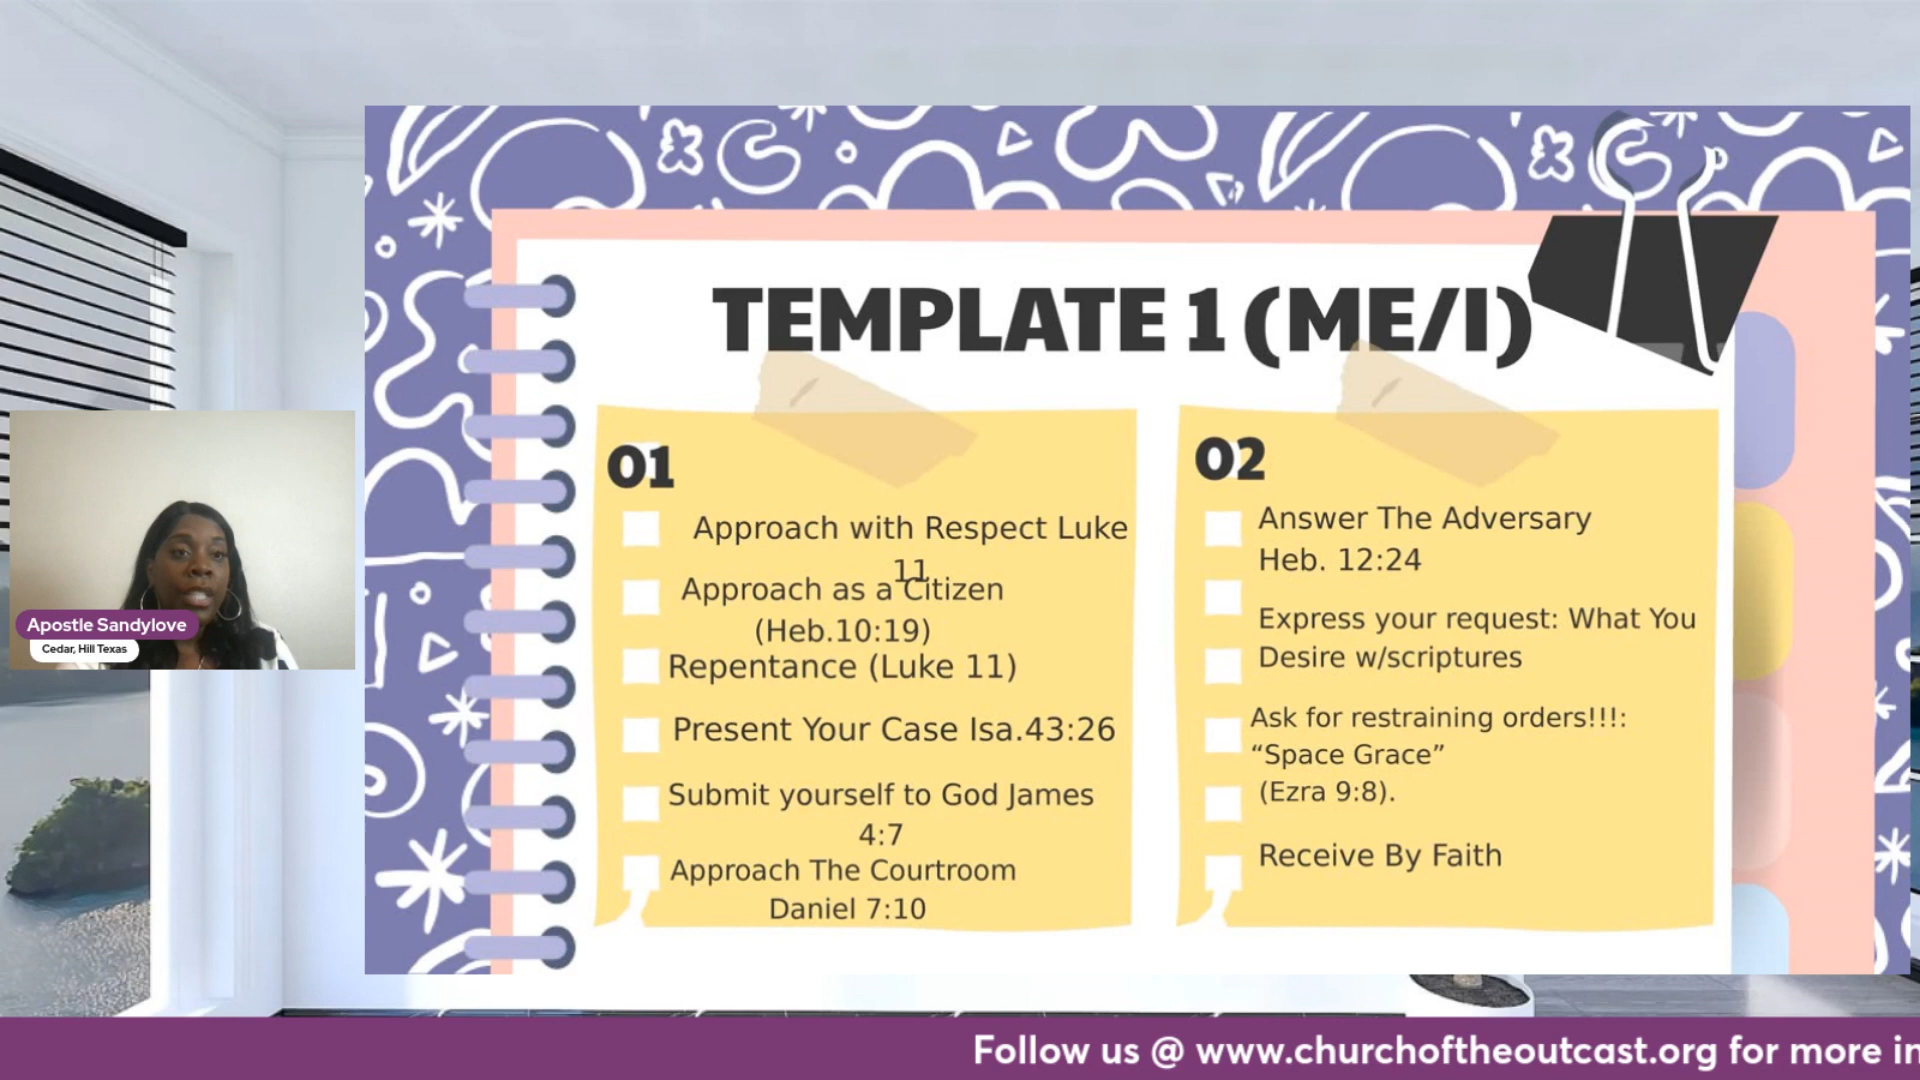 TEMPLATE 1 (ME/I)
01
Approach with Respect Luke
11
Approach as a Citizen
(Heb.10:19)
Repentance (Luke 11)
Present Your Case Isa.43:26
Submit yourself to God James
4:7
Approach The Courtroom
Daniel 7:10
02
Answer The Adversary
Heb. 12:24
Express your request: What You
Desire w/scriptures
Ask for restraining orders!!!:
“Space Grace”
(Ezra 9:8).
Receive By Faith
Apostle Sandylove
Cedar, Hill Texas
Follow us @ www.churchoftheoutcast.org for more in